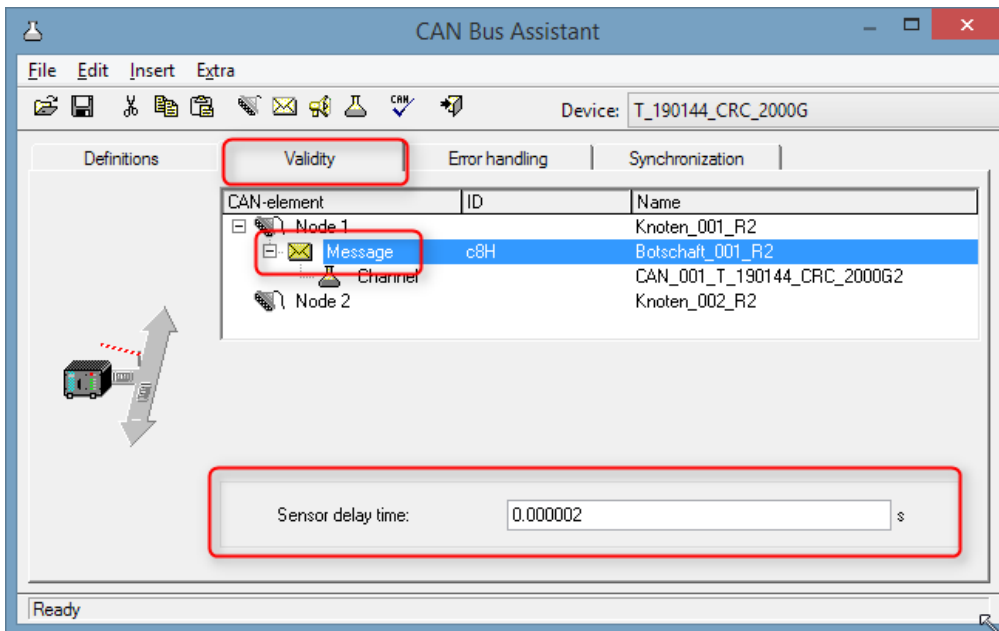 CAN Bus Assistant
File Edit Insert Extra
CAN Device: T_190144_CRC_2000G
Definitions Validity Error handling Synchronization
CAN-element ID Name
Node 1 Knoten_001_R2
Message c8H Botschaft_001_R2
Channel CAN_001_T_190144_CRC_2000G2
Node 2 Knoten_002_R2
Sensor delay time: 0.000002 s
Ready